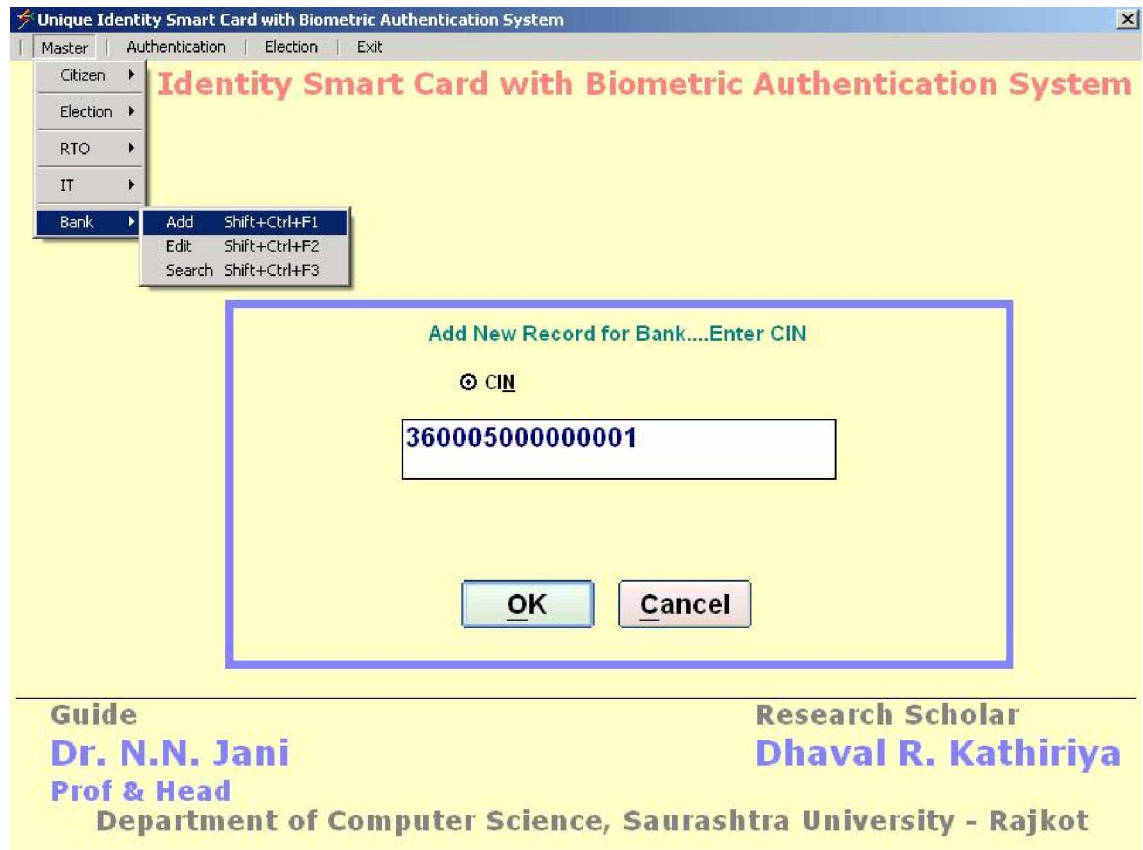 Unique Identity Smart Card with Biometric Authentication System
Master Authentication Election Exit
Identity Smart Card with Biometric Authentication System
Citizen
Election
RTO
IT
Bank
Add Shift+Ctrl+F1
Edit Shift+Ctrl+F2
Search Shift+Ctrl+F3
Add New Record for Bank....Enter CIN
CIN
360005000000001
OK Cancel
Guide Research Scholar
Dr. N.N. Jani Dhaval R. Kathiriya
Prof & Head
Department of Computer Science, Saurashtra University - Rajkot